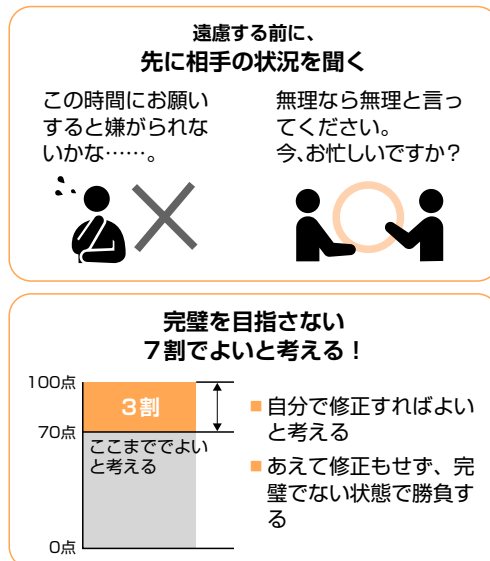 遠慮する前に、
先に相手の状況を聞く
この時間にお願い
すると嫌がられな
いかな……。
無理なら無理と言っ
てください。
今、お忙しいですか？
完璧を目指さない
７割でよいと考える！
100点
３割
70点
ここまででよい
と考える
0点
■自分で修正すればよい
と考える
■あえて修正もせず、完
璧でない状態で勝負す
る